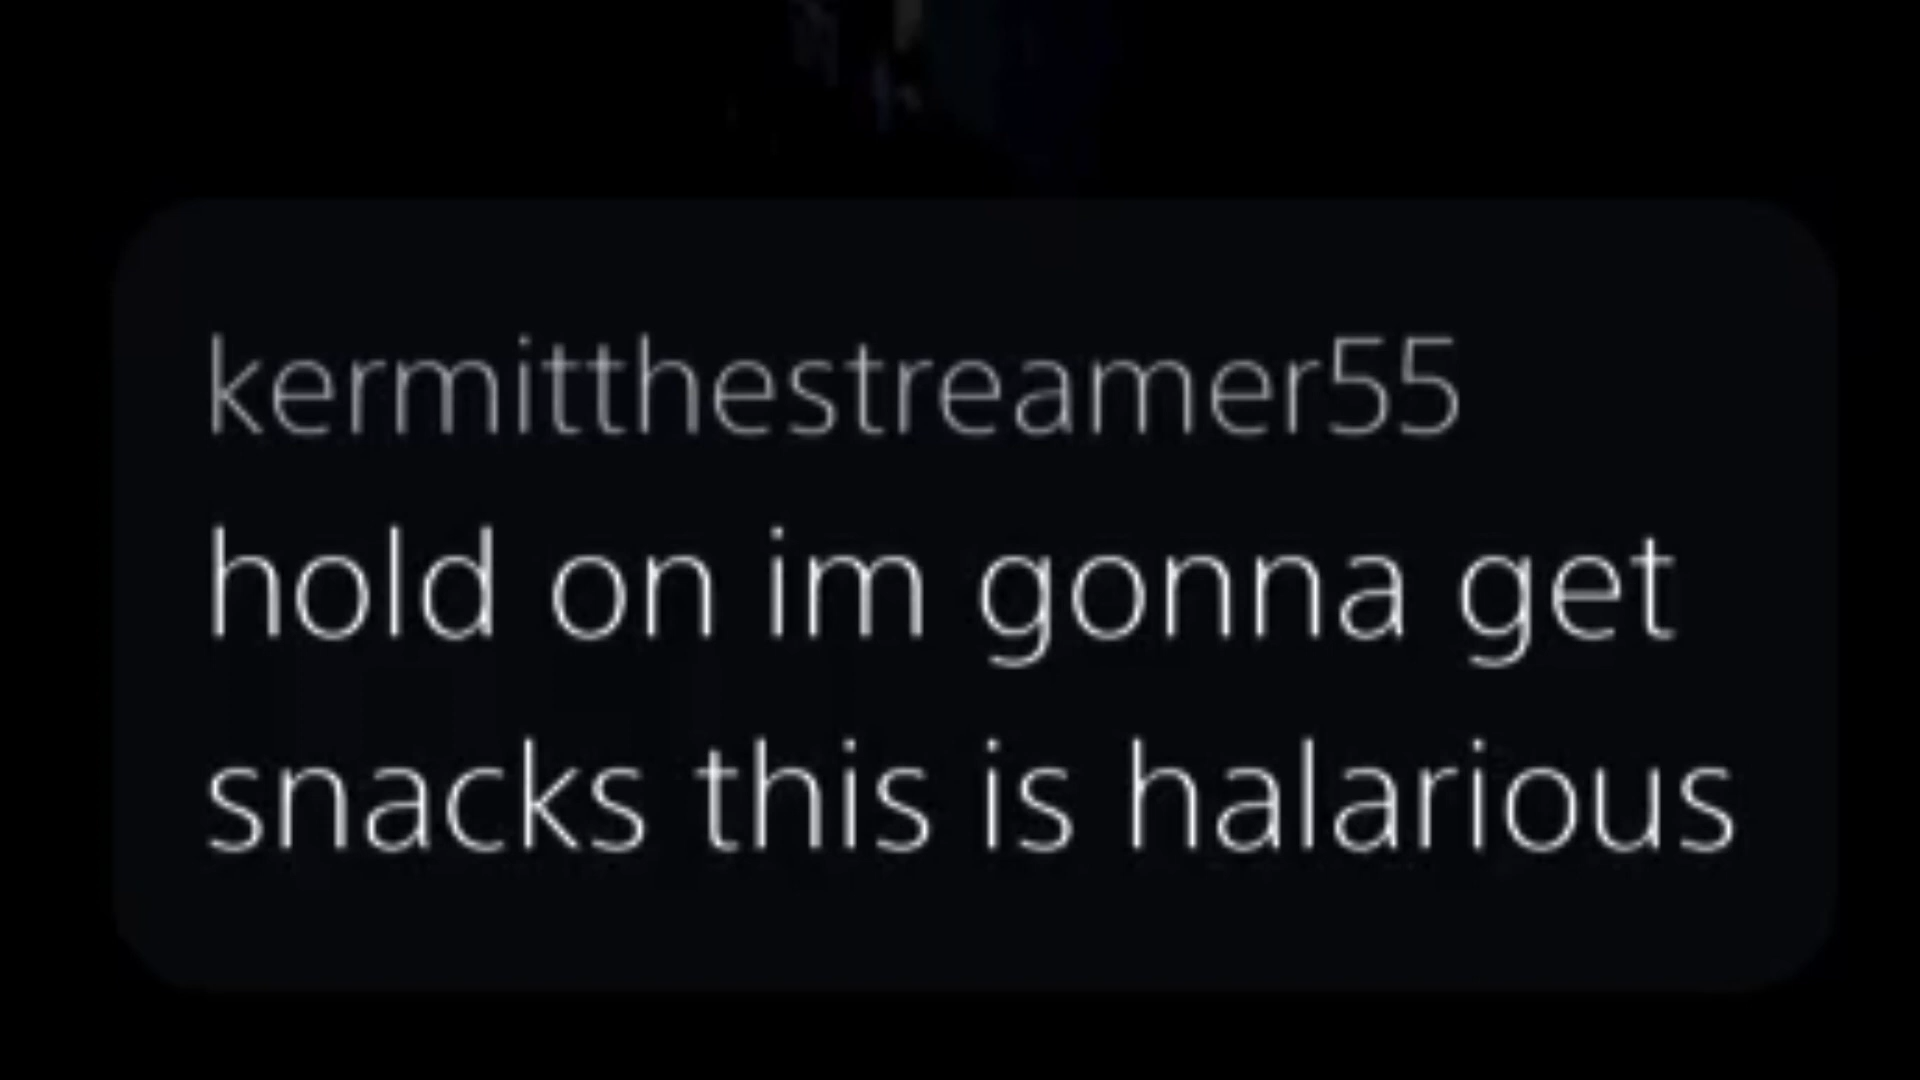 kermitthestreamer55
hold on im gonna get
snacks this is halarious